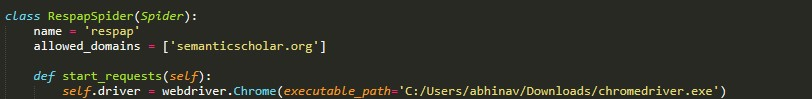 class RespapSpider(Spider):
    name = 'respap'
    allowed_domains = ['semanticscholar.org']
    def start_requests(self):
        self.driver = webdriver.Chrome(executable_path='C:/Users/abhinav/Downloads/chromedriver.exe')